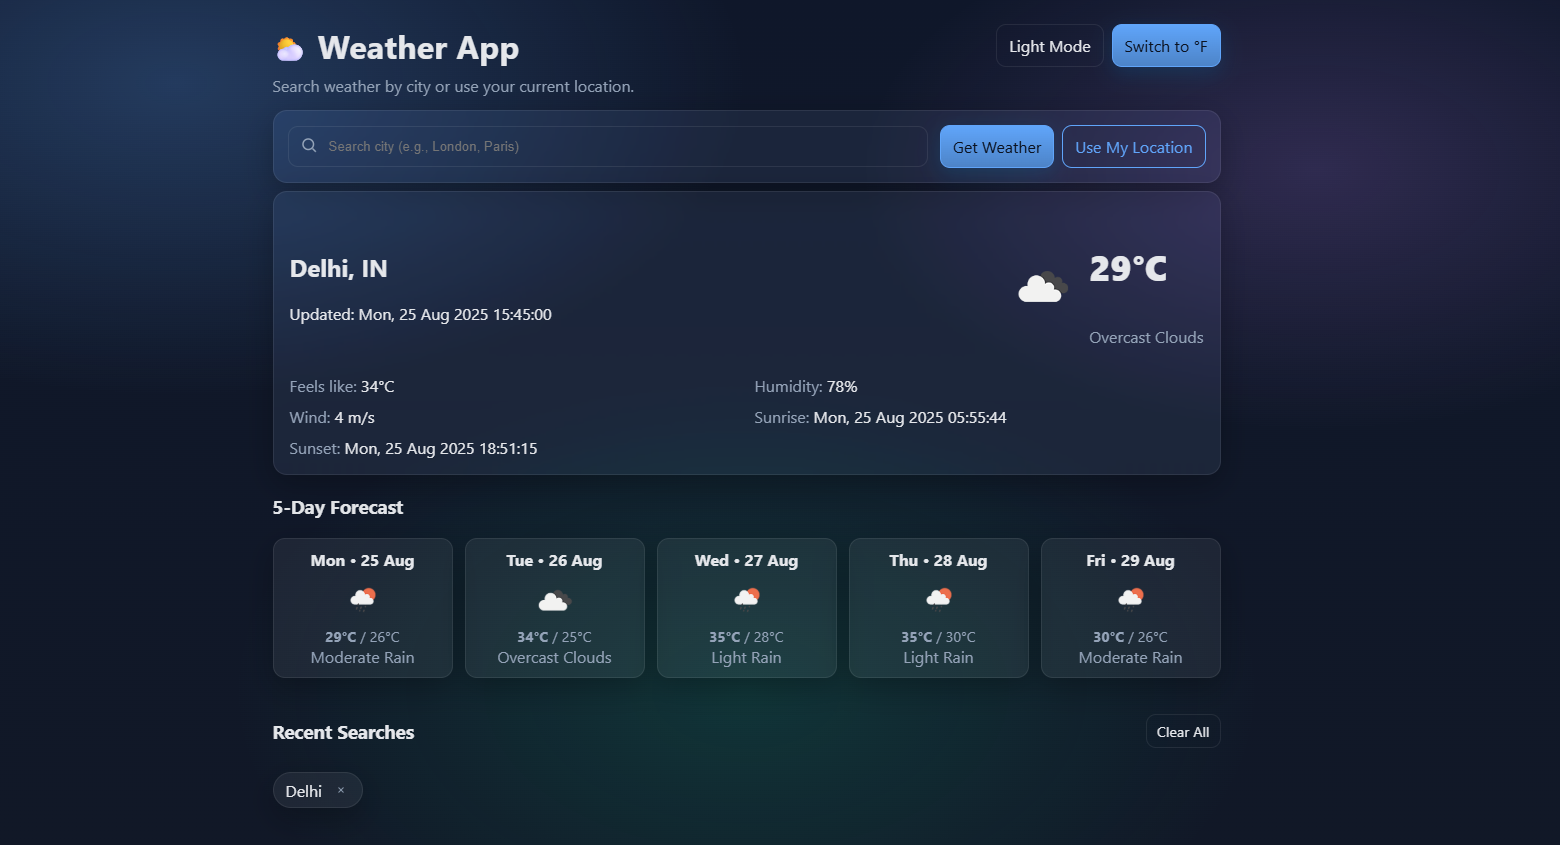 Weather App
Light Mode
Switch to °F
Search weather by city or use your current location.
Search city (e.g., London, Paris)
Get Weather
Use My Location
Delhi, IN
29°C
Updated: Mon, 25 Aug 2025 15:45:00
Overcast Clouds
Feels like: 34°C
Humidity: 78%
Wind: 4 m/s
Sunrise: Mon, 25 Aug 2025 05:55:44
Sunset: Mon, 25 Aug 2025 18:51:15
5-Day Forecast
Mon • 25 Aug
29°C / 26°C
Moderate Rain
Tue • 26 Aug
34°C / 25°C
Overcast Clouds
Wed • 27 Aug
35°C / 28°C
Light Rain
Thu • 28 Aug
35°C / 30°C
Light Rain
Fri • 29 Aug
30°C / 26°C
Moderate Rain
Recent Searches
Clear All
Delhi ×